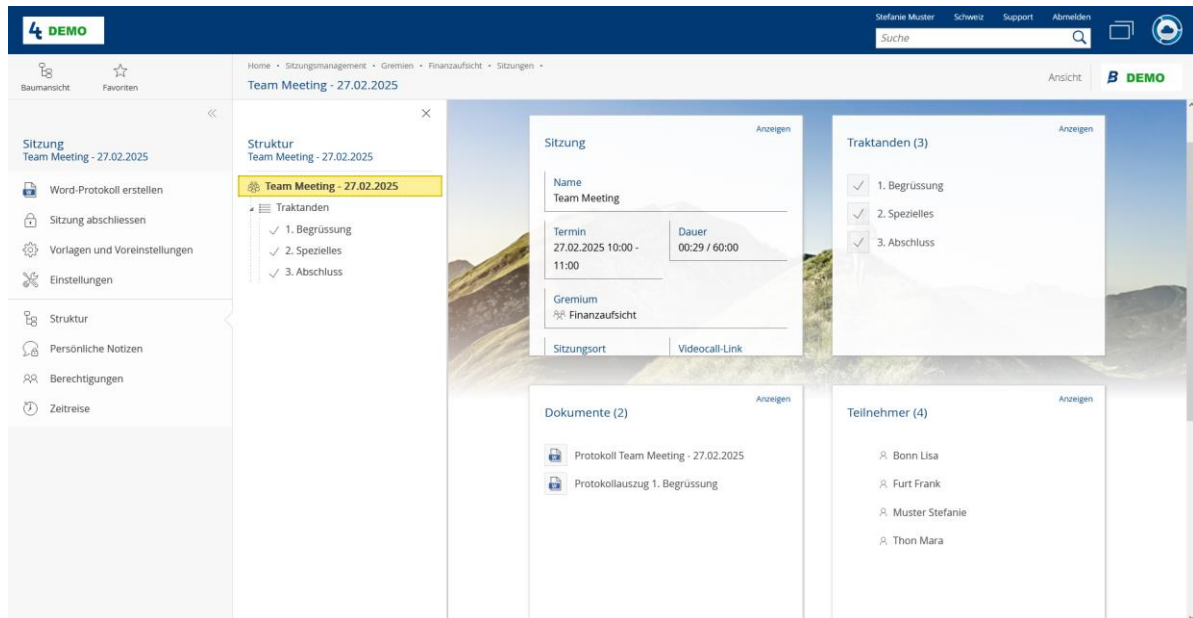 4t DEMO
Stefanie Muster Schweiz Support Abmelden
Suche
Baumansicht Favoriten
Home • Sitzungsmanagement • Gremien • Finanzaufsicht • Sitzungen •
Team Meeting - 27.02.2025
Ansicht
B DEMO
Sitzung
Team Meeting - 27.02.2025
Word-Protokoll erstellen
Sitzung abschliessen
Vorlagen und Voreinstellungen
Einstellungen
Struktur
Persönliche Notizen
Berechtigungen
Zeitreise
Struktur
Team Meeting - 27.02.2025
Team Meeting - 27.02.2025
Traktanden
1. Begrüssung
2. Spezielles
3. Abschluss
Anzeigen
Sitzung
Name
Team Meeting
Termin
27.02.2025 10:00 -
11:00
Dauer
00:29 / 60:00
Gremium
Finanzaufsicht
Sitzungsort
Videocall-Link
Anzeigen
Traktanden (3)
1. Begrüssung
2. Spezielles
3. Abschluss
Anzeigen
Dokumente (2)
Protokoll Team Meeting - 27.02.2025
Protokollauszug 1. Begrüssung
Anzeigen
Teilnehmer (4)
Bonn Lisa
Furt Frank
Muster Stefanie
Thon Mara